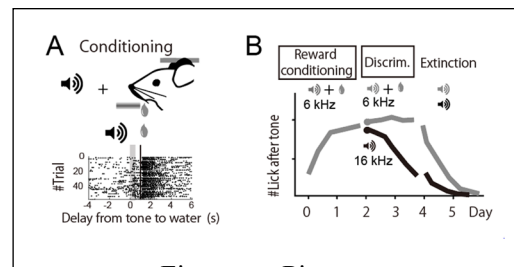 A
Conditioning
+
#Trial
0
20
40
-4 -2 0 2 4 6
Delay from tone to water (s)
B
Reward
conditioning
Discrim.
Extinction
+
6 kHz
+
6 kHz
16 kHz
#Lick after tone
0 1 2 3 4 5 Day